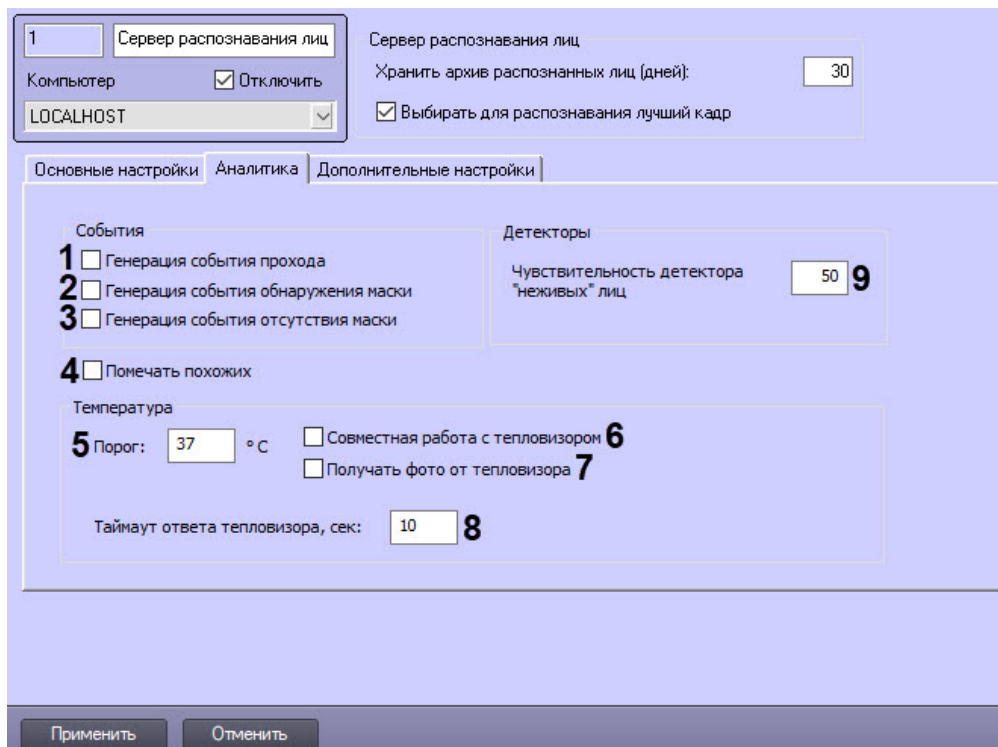 1 Сервер распознавания лиц
Компьютер Отключить
LOCALHOST
Сервер распознавания лиц
Хранить архив распознанных лиц (дней): 30
Выбирать для распознавания лучший кадр
Основные настройки Аналитика Дополнительные настройки
События
1 Генерация события прохода
2 Генерация события обнаружения маски
3 Генерация события отсутствия маски
Детекторы
Чувствительность детектора
"неживых" лиц 50 9
4 Помечать похожих
Температура
5 Порог: 37 °C
Совместная работа с тепловизором 6
Получать фото от тепловизора 7
Таймаут ответа тепловизора, сек: 10 8
Применить Отменить